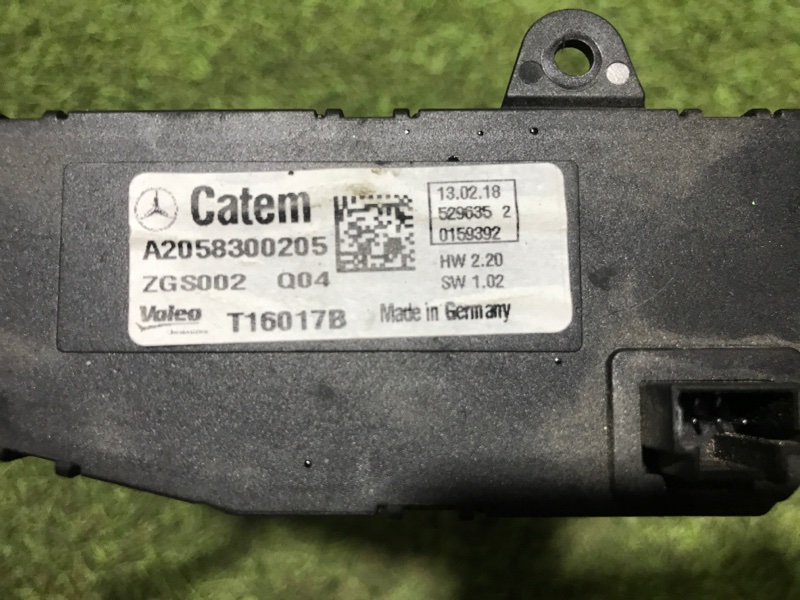 Catem
A2058300205
ZGS002 Q04
Valeo
T16017B
13.02.18
529635 2
0159392
HW 2.20
SW 1.02
Made in Germany